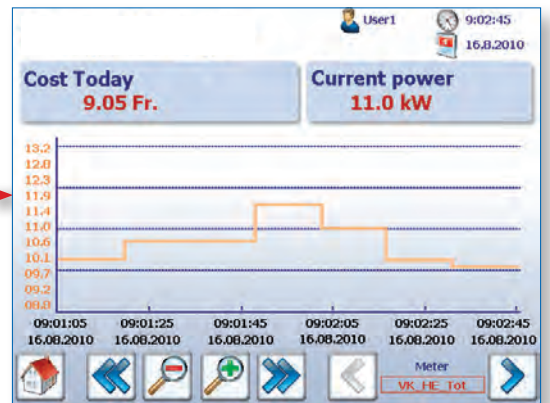 User1
9:02:45
16.8.2010
Cost Today
9.05 Fr.
Current power
11.0 kW
13.2
12.8
12.3
11.9
11.4
11.0
10.6
10.1
09.7
09.2
08.8
09:01:05 09:01:25 09:01:45 09:02:05 09:02:25 09:02:45
16.08.2010 16.08.2010 16.08.2010 16.08.2010 16.08.2010 16.08.2010
Meter
VK_HE_Tot